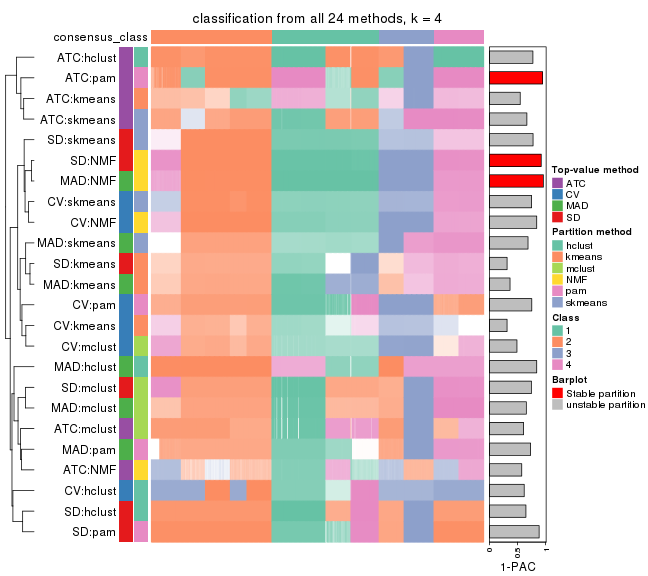 classification from all 24 methods, k = 4
consensus_class
ATC:hclust
ATC:pam
ATC:kmeans
ATC:skmeans
SD:skmeans
SD:NMF
MAD:NMF
CV:skmeans
CV:NMF
MAD:skmeans
SD:kmeans
MAD:kmeans
CV:pam
CV:kmeans
CV:mclust
MAD:hclust
SD:mclust
MAD:mclust
ATC:mclust
MAD:pam
ATC:NMF
CV:hclust
SD:hclust
SD:pam
0
0.5
1
1-PAC
Top-value method
ATC
CV
MAD
SD
Partition method
hclust
kmeans
mclust
NMF
pam
skmeans
Class
1
2
3
4
Barplot
Stable partition
unstable partition